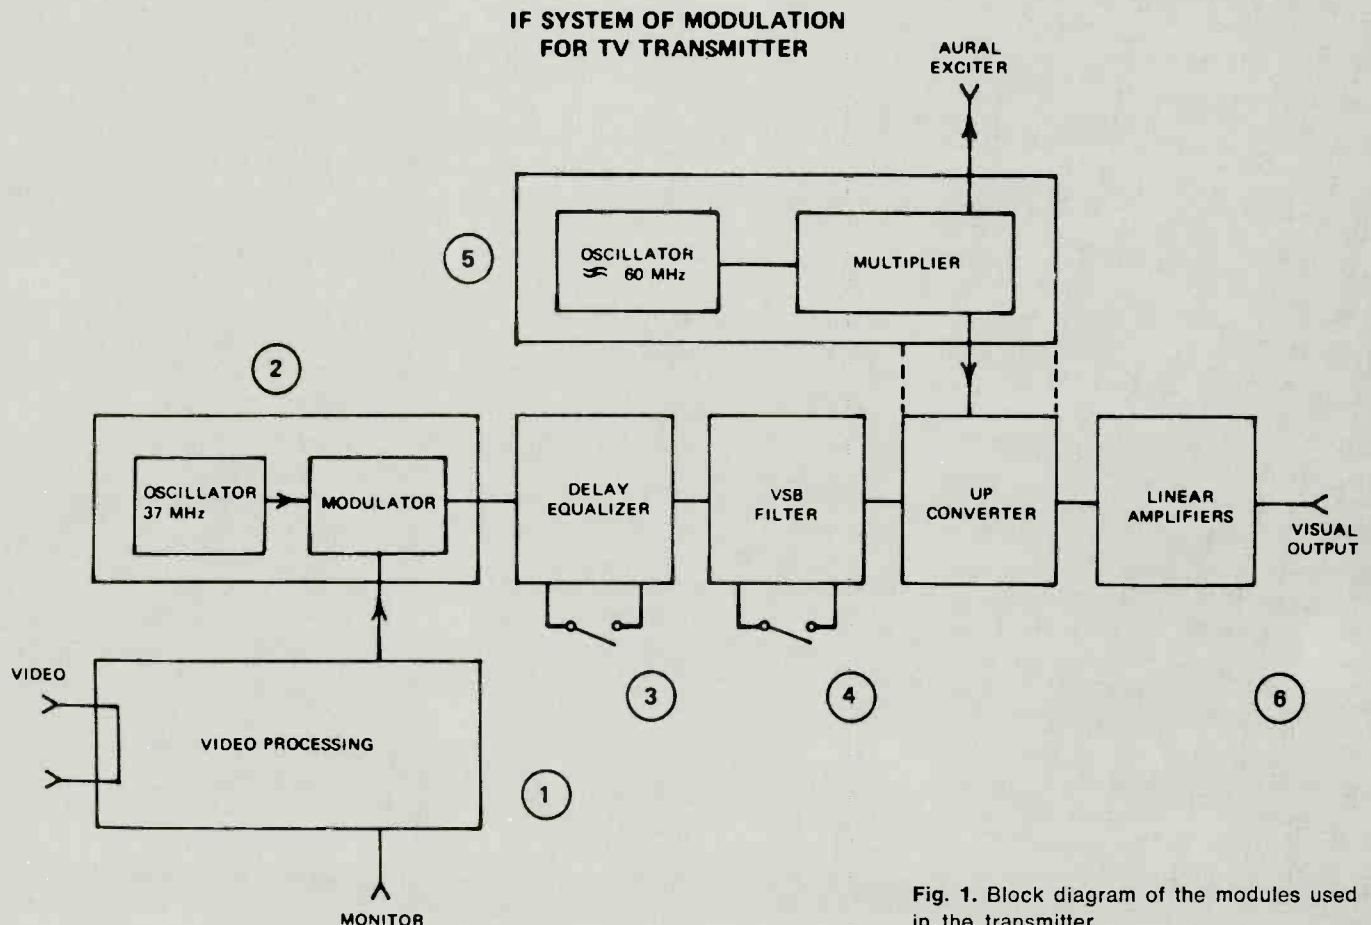 IF SYSTEM OF MODULATION
FOR TV TRANSMITTER
AURAL
EXCITER
5
OSCILLATOR
≈ 60 MHz
MULTIPLIER
2
OSCILLATOR
37 MHz
MODULATOR
DELAY
EQUALIZER
VSB
FILTER
UP
CONVERTER
LINEAR
AMPLIFIERS
VISUAL
OUTPUT
3
4
6
VIDEO
VIDEO PROCESSING
1
MONITOR
Fig. 1. Block diagram of the modules used
in the transmitter